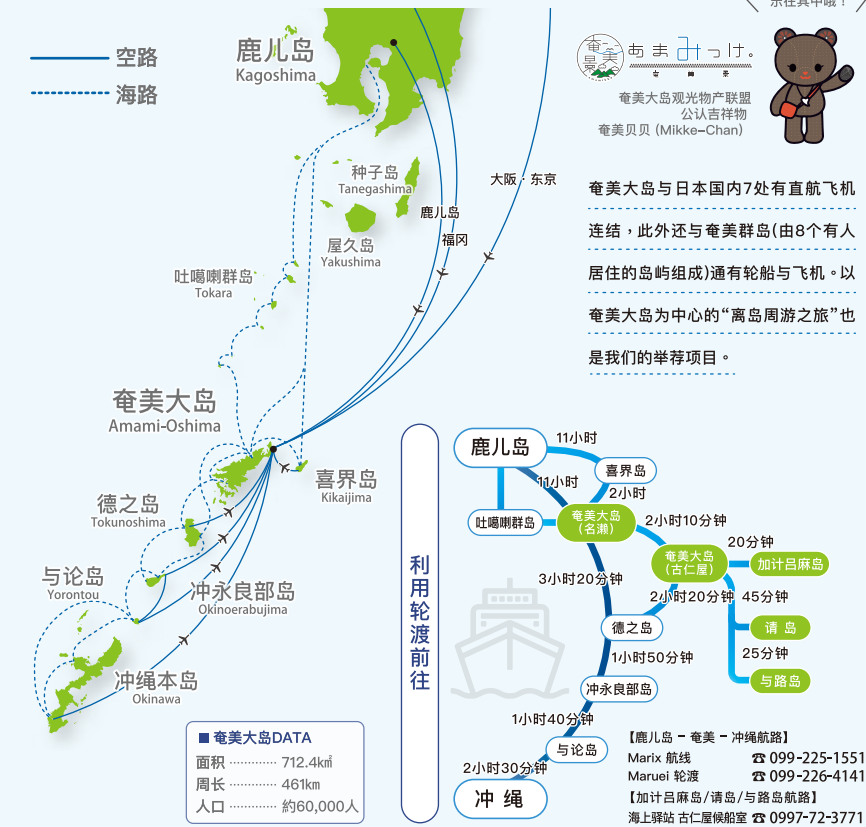 乐在其中哦！
空路
海路
鹿儿岛
Kagoshima
奄美景
あまみっけ。
奄美大岛观光物产联盟
公认吉祥物
奄美贝贝 (Mikke-Chan)
种子岛
Tanegashima
屋久岛
Yakushima
吐噶喇群岛
Tokara
鹿儿岛
福冈
大阪・东京
奄美大岛与日本国内7处有直航飞机
连结，此外还与奄美群岛(由8个有人
居住的岛屿组成)通有轮船与飞机。以
奄美大岛为中心的“离岛周游之旅”也
是我们的举荐项目。
奄美大岛
Amami-Oshima
喜界岛
Kikaijima
德之岛
Tokunoshima
与论岛
Yorontou
冲永良部岛
Okinoerabujima
冲绳本岛
Okinawa
■ 奄美大岛DATA
面积 ············ 712.4㎢
周长 ············ 461km
人口 ············ 约60,000人
利用轮渡前往
鹿儿岛
11小时
喜界岛
11小时
2小时
吐噶喇群岛
奄美大岛
(名濑)
2小时10分钟
奄美大岛
(古仁屋)
20分钟
加计吕麻岛
3小时20分钟
2小时20分钟
45分钟
德之岛
请 岛
1小时50分钟
25分钟
冲永良部岛
与路岛
1小时40分钟
与论岛
2小时30分钟
冲 绳
【鹿儿岛 – 奄美 – 冲绳航路】
Marix 航线 ☎ 099-225-1551
Maruei 轮渡 ☎ 099-226-4141
【加计吕麻岛/请岛/与路岛航路】
海上驿站 古仁屋候船室 ☎ 0997-72-3771